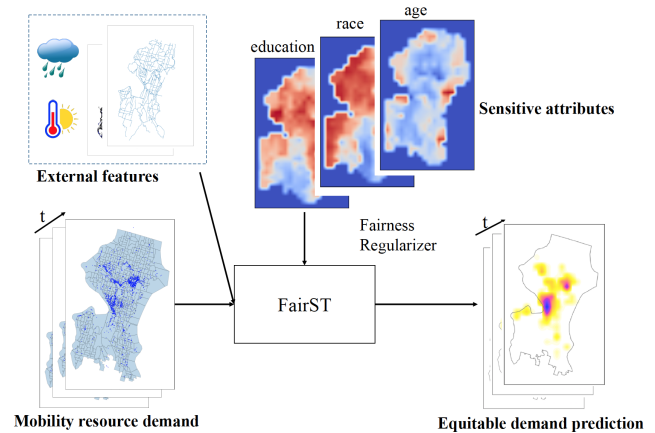 education
race
age
Sensitive attributes
External features
t
Fairness
Regularizer
t
FairST
Mobility resource demand
Equitable demand prediction